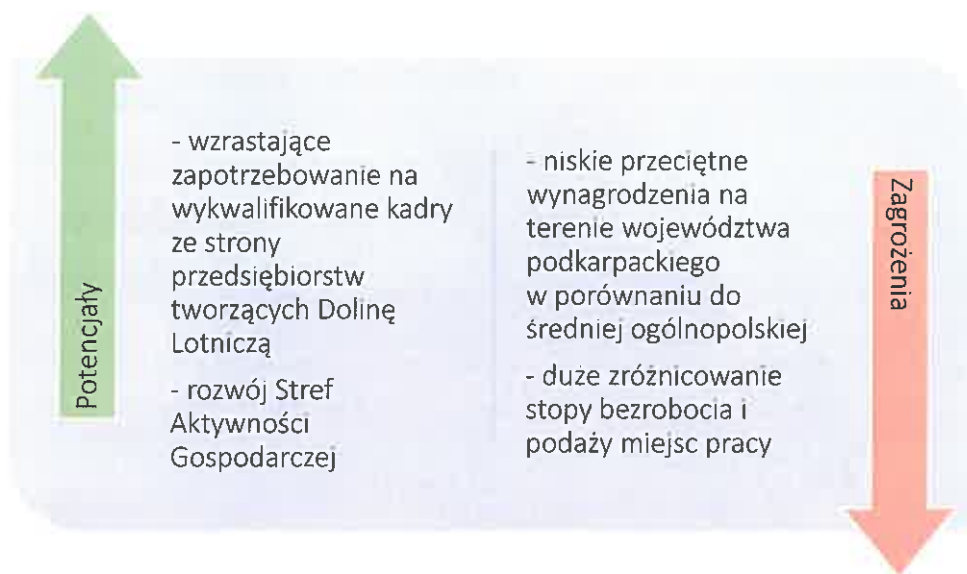 Potencjały
- wzrastające
zapotrzebowanie na
wykwalifikowane kadry
ze strony
przedsiębiorstw
tworzących Dolinę
Lotniczą
- rozwój Stref
Aktywności
Gospodarczej
- niskie przeciętne
wynagrodzenia na
terenie województwa
podkarpackiego
w porównaniu do
średniej ogólnopolskiej
- duże zróżnicowanie
stopy bezrobocia i
podaży miejsc pracy
Zagrożenia